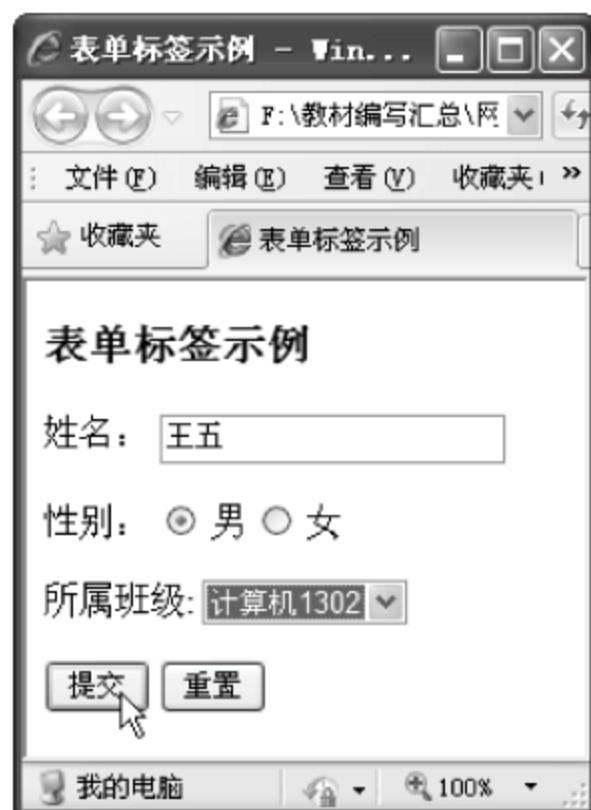 表单标签示例 - Win...
F:\教材编写汇总\网
文件(F) 编辑(E) 查看(V) 收藏夹 »
收藏夹 表单标签示例
表单标签示例
姓名： 王五
性别： 男 女
所属班级: 计算机1302
提交 重置
我的电脑 100%